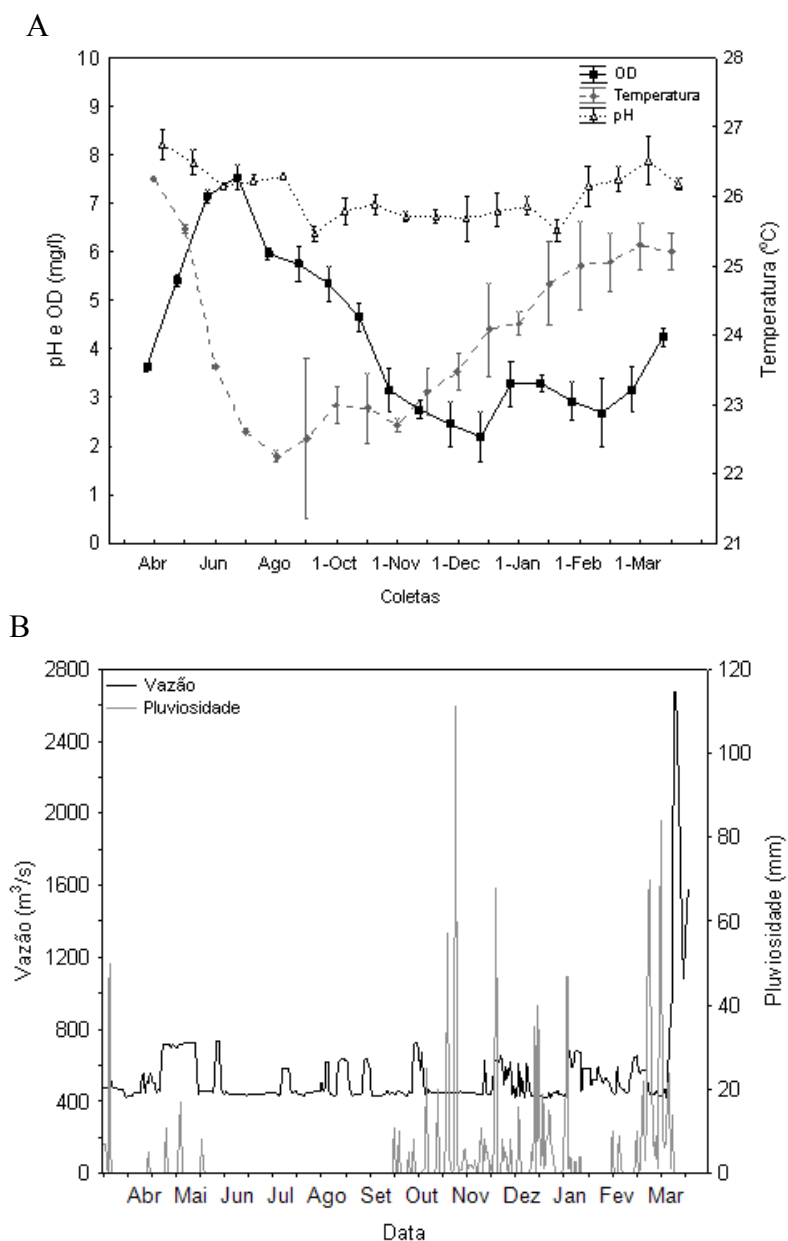 A
10
9
8
7
6
5
4
3
2
1
0
pH e OD (mg/l)
OD
Temperatura
pH
28
27
26
25
24
23
22
21
Temperatura (ºC)
Abr Jun Ago 1-Oct 1-Nov 1-Dec 1-Jan 1-Feb 1-Mar
Coletas
B
2800
2400
2000
1600
1200
800
400
0
Vazão (m³/s)
Vazão
Pluviosidade
120
100
80
60
40
20
0
Pluviosidade (mm)
Abr Mai Jun Jul Ago Set Out Nov Dez Jan Fev Mar
Data